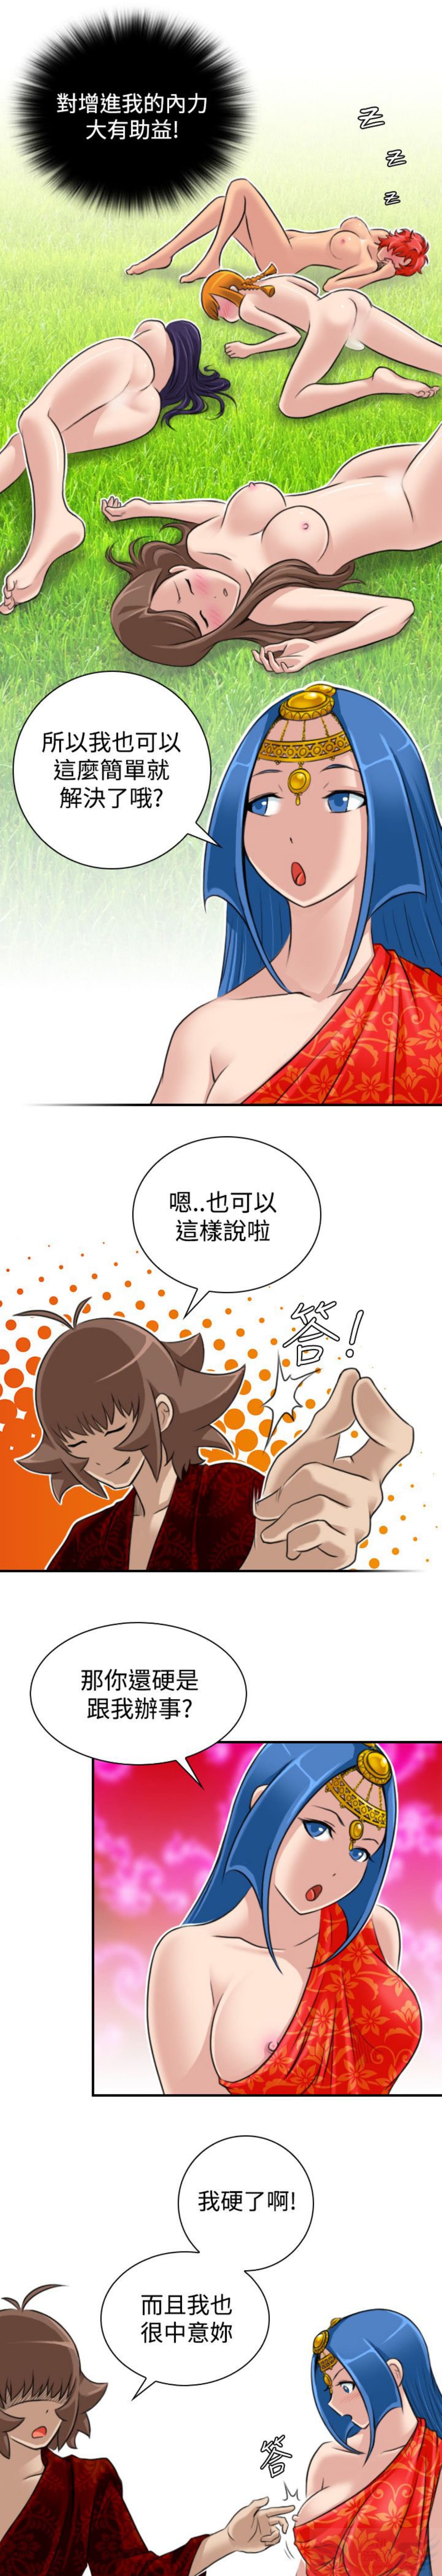 對增進我的內力
大有助益!
Z
Z
Z
所以我也可以
這麼簡單就
解決了哦?
嗯..也可以
這樣說啦
答!
那你還硬是
跟我辦事?
我硬了啊!
而且我也
很中意妳
答